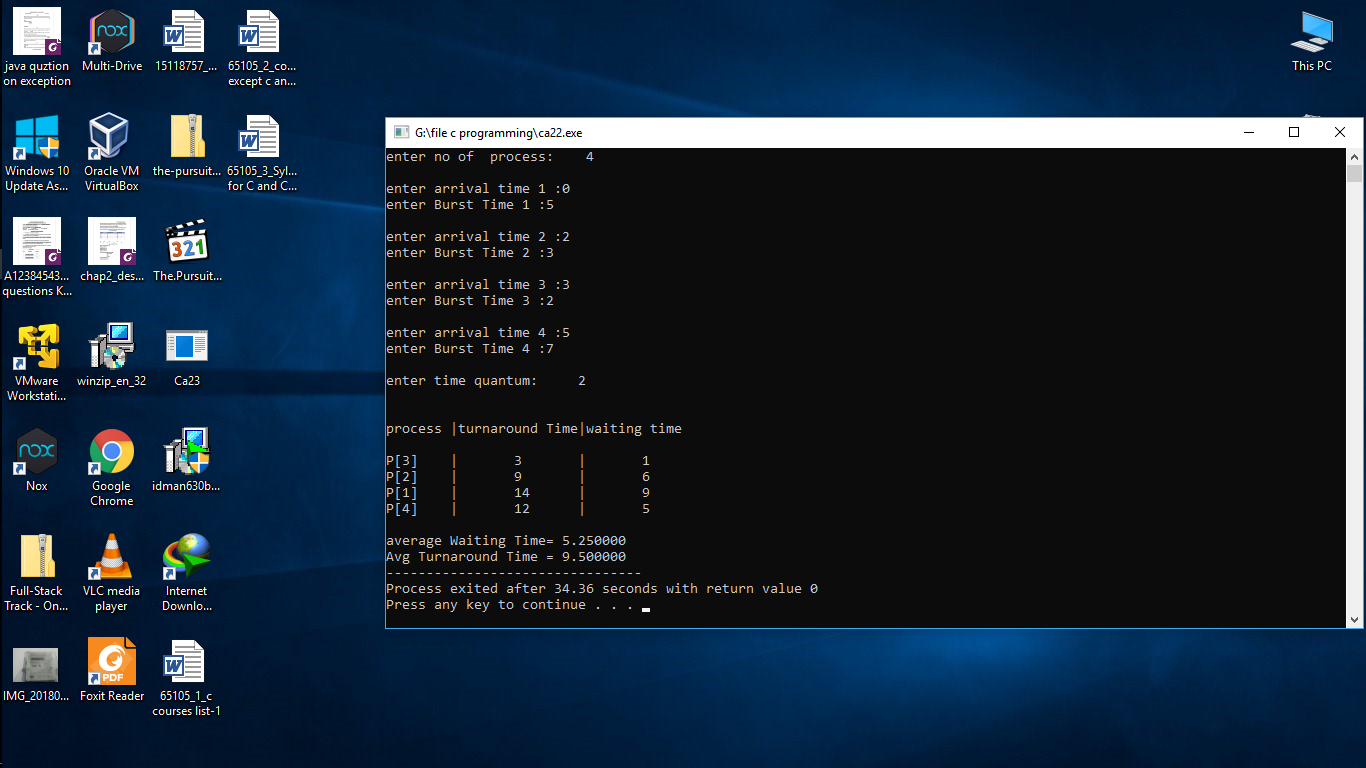 java quztion
on exception
Multi-Drive
15118757_...
65105_2_co...
except c an...
This PC
Windows 10
Update As...
Oracle VM
VirtualBox
the-pursuit...
65105_3_Syl...
for C and C...
A12384543...
questions K...
chap2_des...
321
The.Pursuit...
VMware
Workstati...
winzip_en_32
Ca23
nox
Nox
Google
Chrome
idman630b...
Full-Stack
Track - On...
VLC media
player
Internet
Downlo...
IMG_20180...
PDF
Foxit Reader
65105_1_c
courses list-1
G:\file c programming\ca22.exe
enter no of  process:    4
enter arrival time 1 :0
enter Burst Time 1 :5
enter arrival time 2 :2
enter Burst Time 2 :3
enter arrival time 3 :3
enter Burst Time 3 :2
enter arrival time 4 :5
enter Burst Time 4 :7
enter time quantum:     2
process |turnaround Time|waiting time
P[3]    |       3       |       1
P[2]    |       9       |       6
P[1]    |       14      |       9
P[4]    |       12      |       5
average Waiting Time= 5.250000
Avg Turnaround Time = 9.500000
--------------------------------
Process exited after 34.36 seconds with return value 0
Press any key to continue . . .